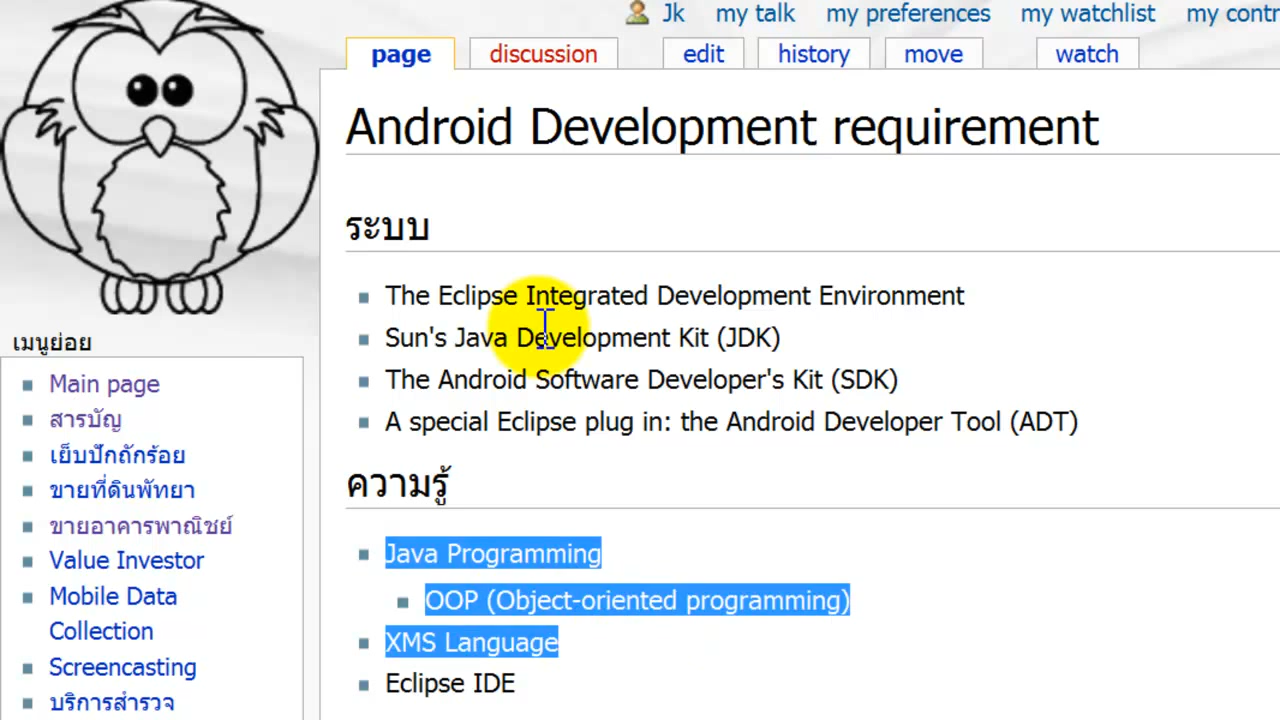 Jk my talk my preferences my watchlist my contr
page discussion edit history move watch
Android Development requirement
ระบบ
The Eclipse Integrated Development Environment
Sun's Java Development Kit (JDK)
The Android Software Developer's Kit (SDK)
A special Eclipse plug in: the Android Developer Tool (ADT)
ความรู้
Java Programming
OOP (Object-oriented programming)
XMS Language
Eclipse IDE
เมนูย่อย
Main page
สารบัญ
เย็บปักถักร้อย
ขายที่ดินพัทยา
ขายอาคารพาณิชย์
Value Investor
Mobile Data
Collection
Screencasting
บริการสำรวจ